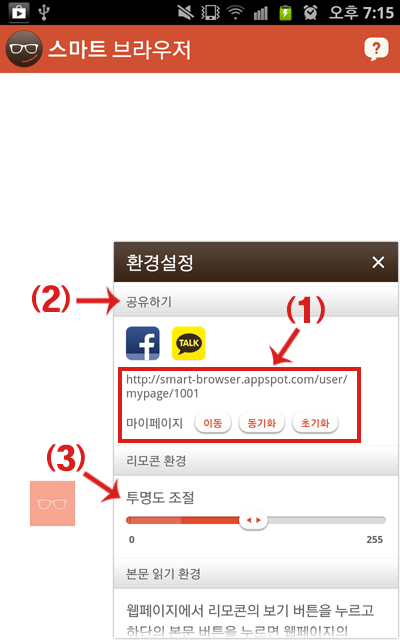 오후 7:15
스마트 브라우저
?
환경설정
(2)
공유하기
(1)
f
TALK
http://smart-browser.appspot.com/user/
mypage/1001
마이페이지 이동 동기화 초기화
리모콘 환경
(3)
투명도 조절
0 255
본문 읽기 환경
웹페이지에서 리모콘의 보기 버튼을 누르고
하단의 본문 버튼을 누르면 웹페이지의